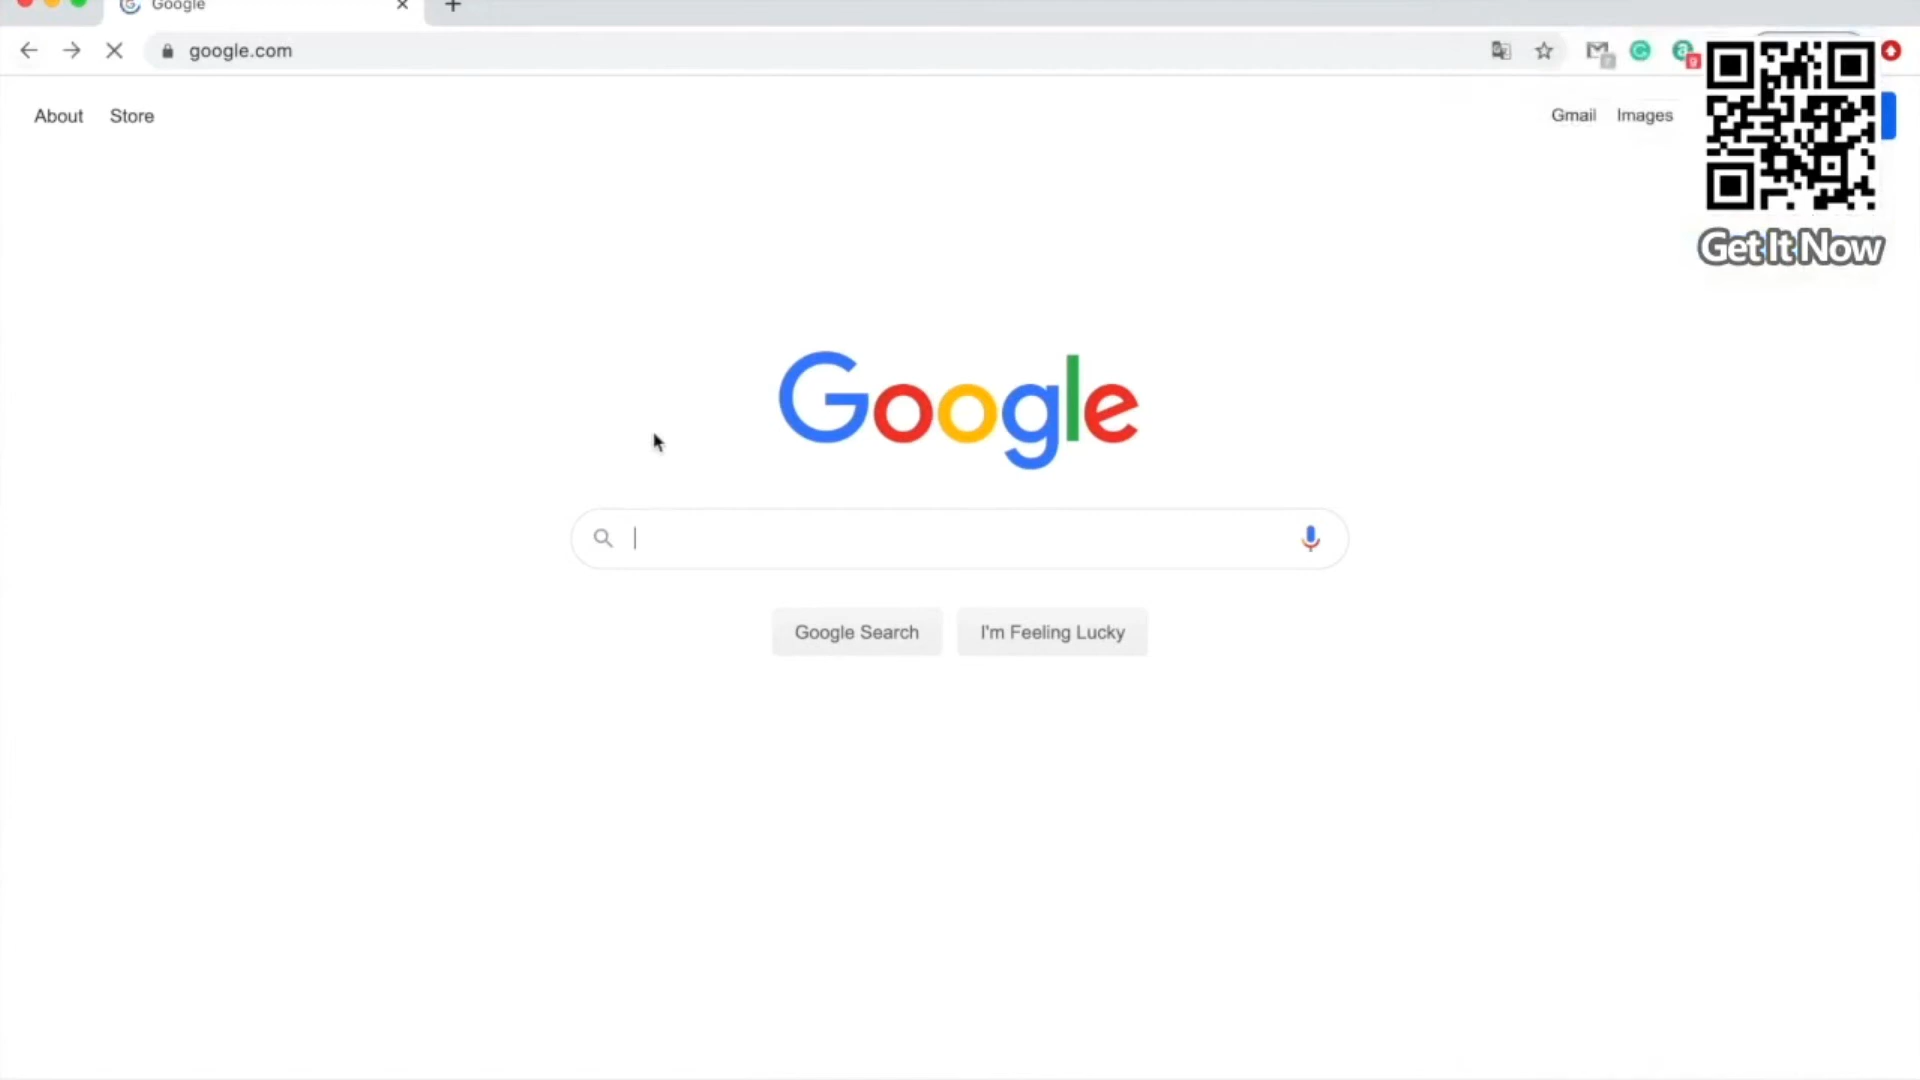 Google
google.com
About Store
Gmail Images
Get It Now
Google
Google Search
I'm Feeling Lucky